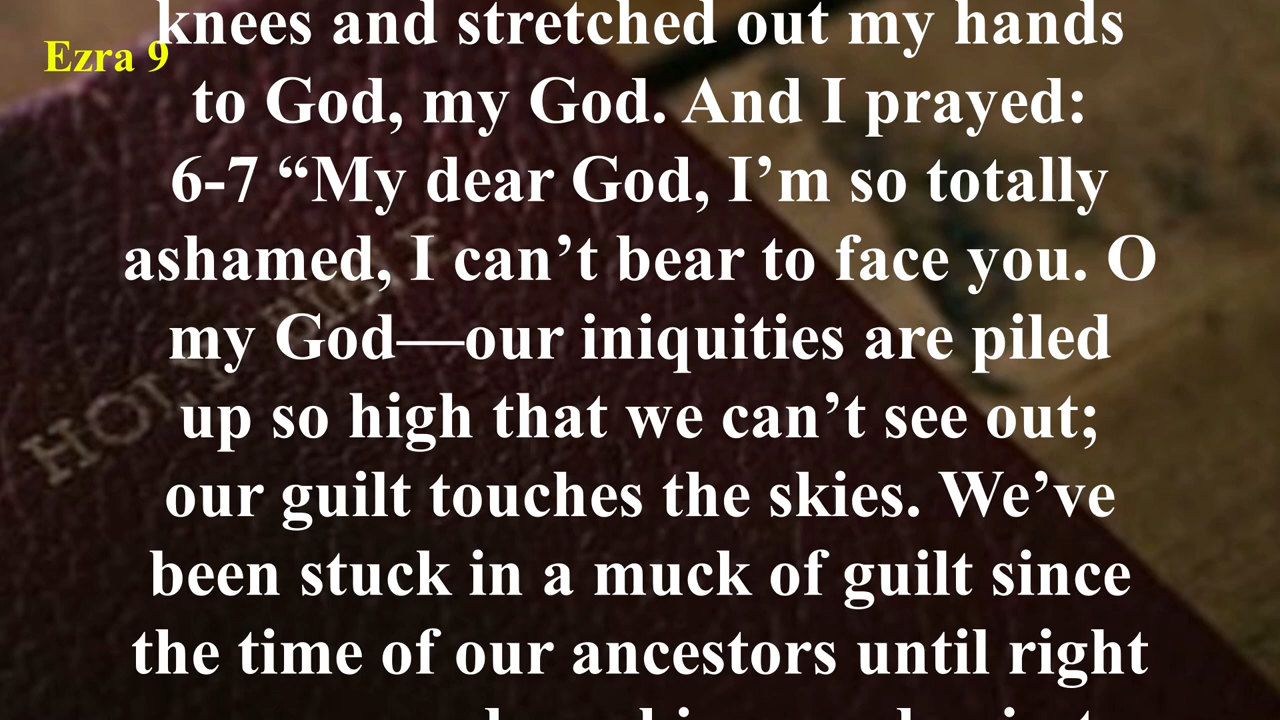 knees and stretched out my hands
Ezra 9
to God, my God. And I prayed:
6-7 “My dear God, I’m so totally
ashamed, I can’t bear to face you. O
my God—our iniquities are piled
up so high that we can’t see out;
our guilt touches the skies. We’ve
been stuck in a muck of guilt since
the time of our ancestors until right
HOLY BIBLE